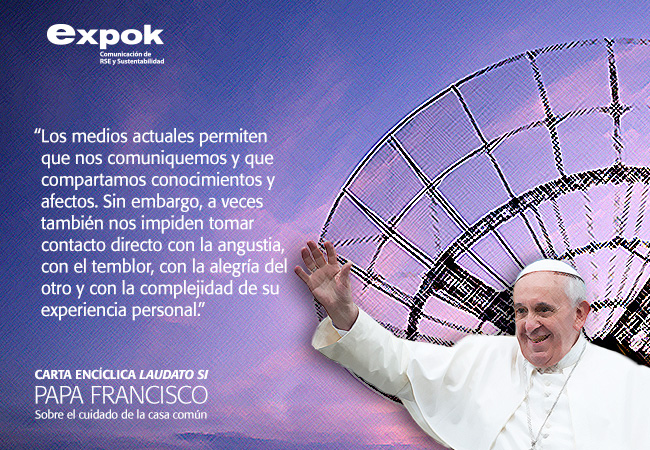 expok
Comunicación de
RSE y Sustentabilidad
“Los medios actuales permiten
que nos comuniquemos y que
compartamos conocimientos y
afectos. Sin embargo, a veces
también nos impiden tomar
contacto directo con la angustia,
con el temblor, con la alegría del
otro y con la complejidad de su
experiencia personal.”
CARTA ENCÍCLICA LAUDATO SI
PAPA FRANCISCO
Sobre el cuidado de la casa común